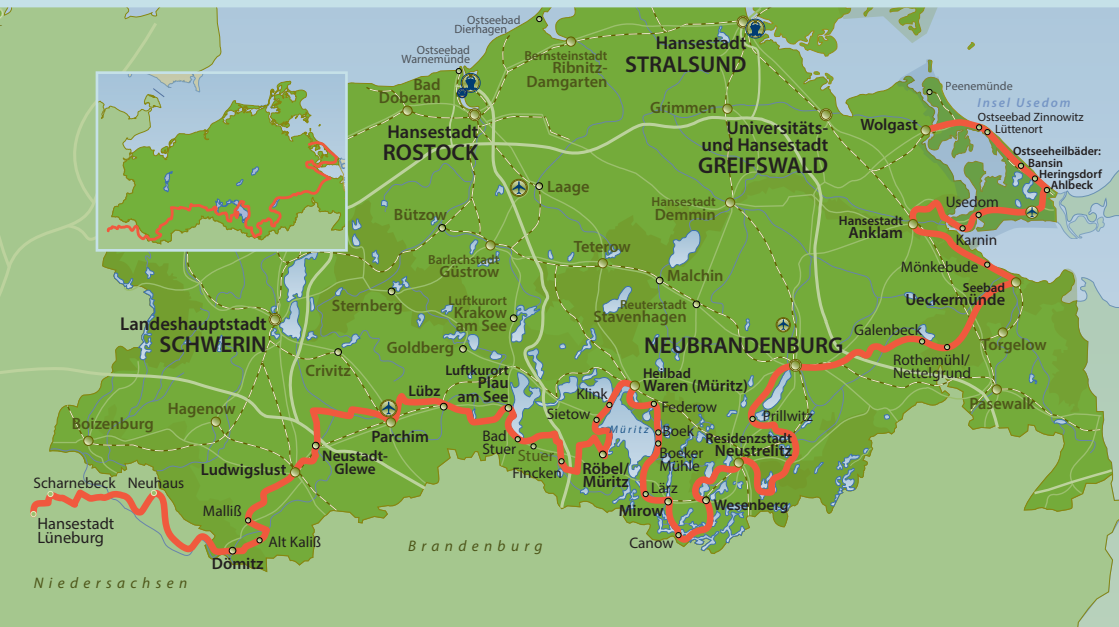 Ostseebad
Dierhagen
Ostseebad
Warnemünde
Bad
Doberan
Hansestadt
ROSTOCK
Bernsteinstadt
Ribnitz-
Damgarten
Hansestadt
STRALSUND
Grimmen
Universitäts-
und Hansestadt
GREIFSWALD
Peenemünde
Insel Usedom
Wolgast
Ostseebad Zinnowitz
Lüttenort
Ostseeheilbäder:
Bansin
Heringsdorf
Ahlbeck
Usedom
Karnin
Hansestadt
Anklam
Mönkebude
Seebad
Ueckermünde
Laage
Bützow
Hansestadt
Demmin
Teterow
Barlachstadt
Güstrow
Malchin
Sternberg
Luftkurort
Krakow
am See
Reuterstadt
Stavenhagen
Landeshauptstadt
SCHWERIN
Goldberg
NEUBRANDENBURG
Galenbeck
Rothemühl/
Nettelgrund
Torgelow
Pasewalk
Crivitz
Lübz
Luftkurort
Plau
am See
Heilbad
Waren (Müritz)
Klink
Sietow
Müritz
Federow
Boek
Boeker
Mühle
Prillwitz
Residenzstadt
Neustrelitz
Hagenow
Boizenburg
Parchim
Bad
Stuer
Stuer
Fincken
Röbel/
Müritz
Neustadt-
Glewe
Ludwigslust
Lärz
Mirow
Wesenberg
Canow
Scharnebeck
Neuhaus
Hansestadt
Lüneburg
Malliß
Alt Kaliß
Dömitz
Brandenburg
Niedersachsen